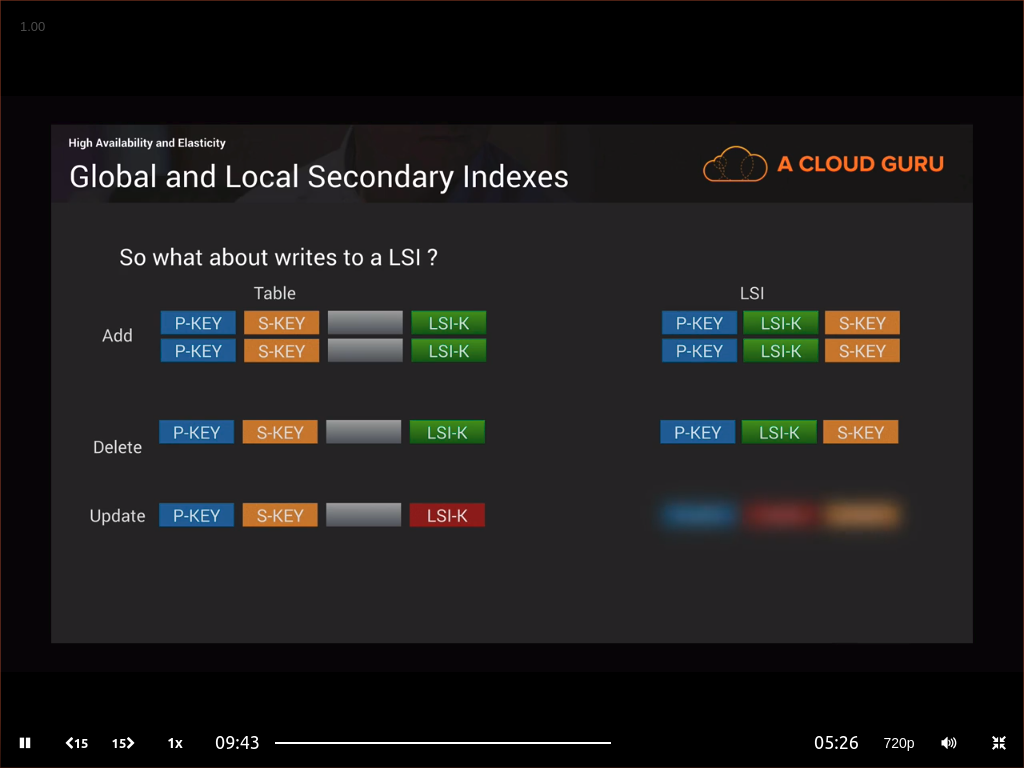 1.00
High Availability and Elasticity
Global and Local Secondary Indexes
A CLOUD GURU
So what about writes to a LSI ?
Table LSI
Add P-KEY S-KEY LSI-K P-KEY LSI-K S-KEY
P-KEY S-KEY LSI-K P-KEY LSI-K S-KEY
Delete P-KEY S-KEY LSI-K P-KEY LSI-K S-KEY
Update P-KEY S-KEY LSI-K
15 15 1x 09:43 05:26 720p